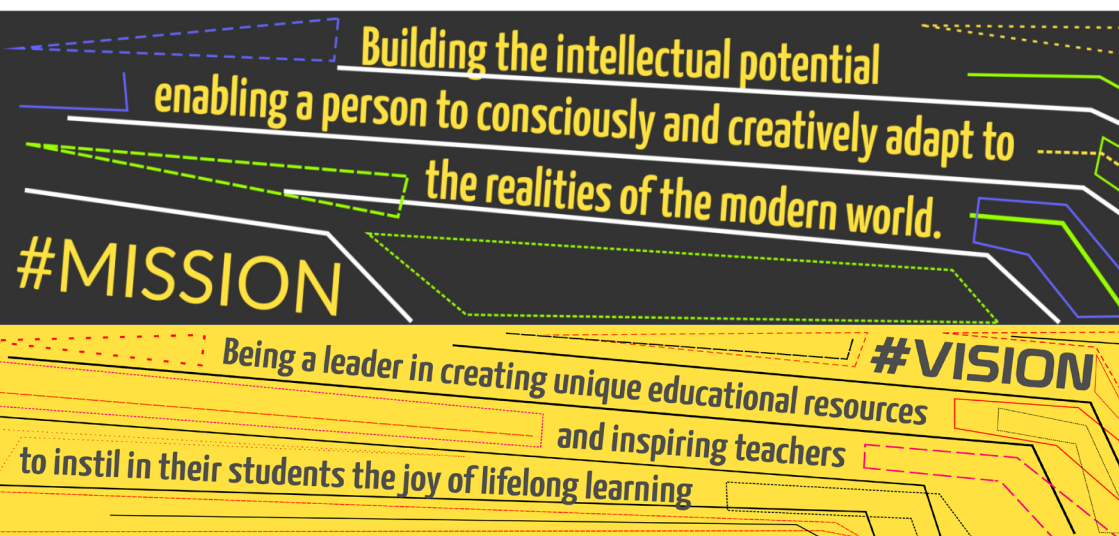 Building the intellectual potential
enabling a person to consciously and creatively adapt to
the realities of the modern world.
#MISSION
#VISION
Being a leader in creating unique educational resources
and inspiring teachers
to instil in their students the joy of lifelong learning